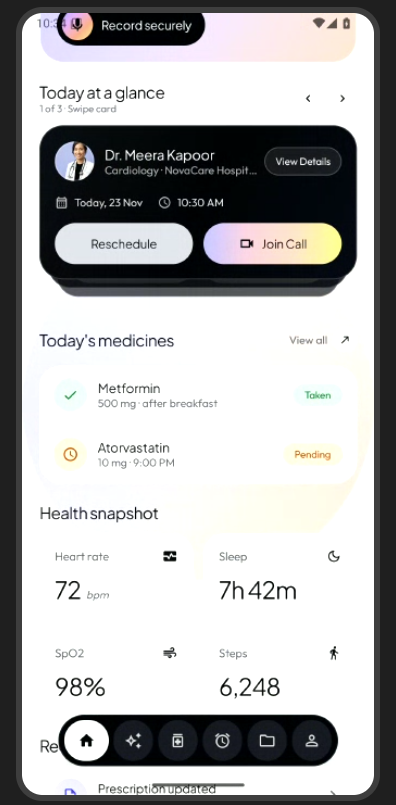 10:34
Record securely
Today at a glance
1 of 3 · Swipe card
Dr. Meera Kapoor
Cardiology · NovaCare Hospit...
View Details
Today, 23 Nov
10:30 AM
Reschedule
Join Call
Today's medicines
View all
Metformin
500 mg · after breakfast
Taken
Atorvastatin
10 mg · 9:00 PM
Pending
Health snapshot
Heart rate
Sleep
72 bpm
7h 42m
SpO2
Steps
98%
6,248
Re
Prescription updated